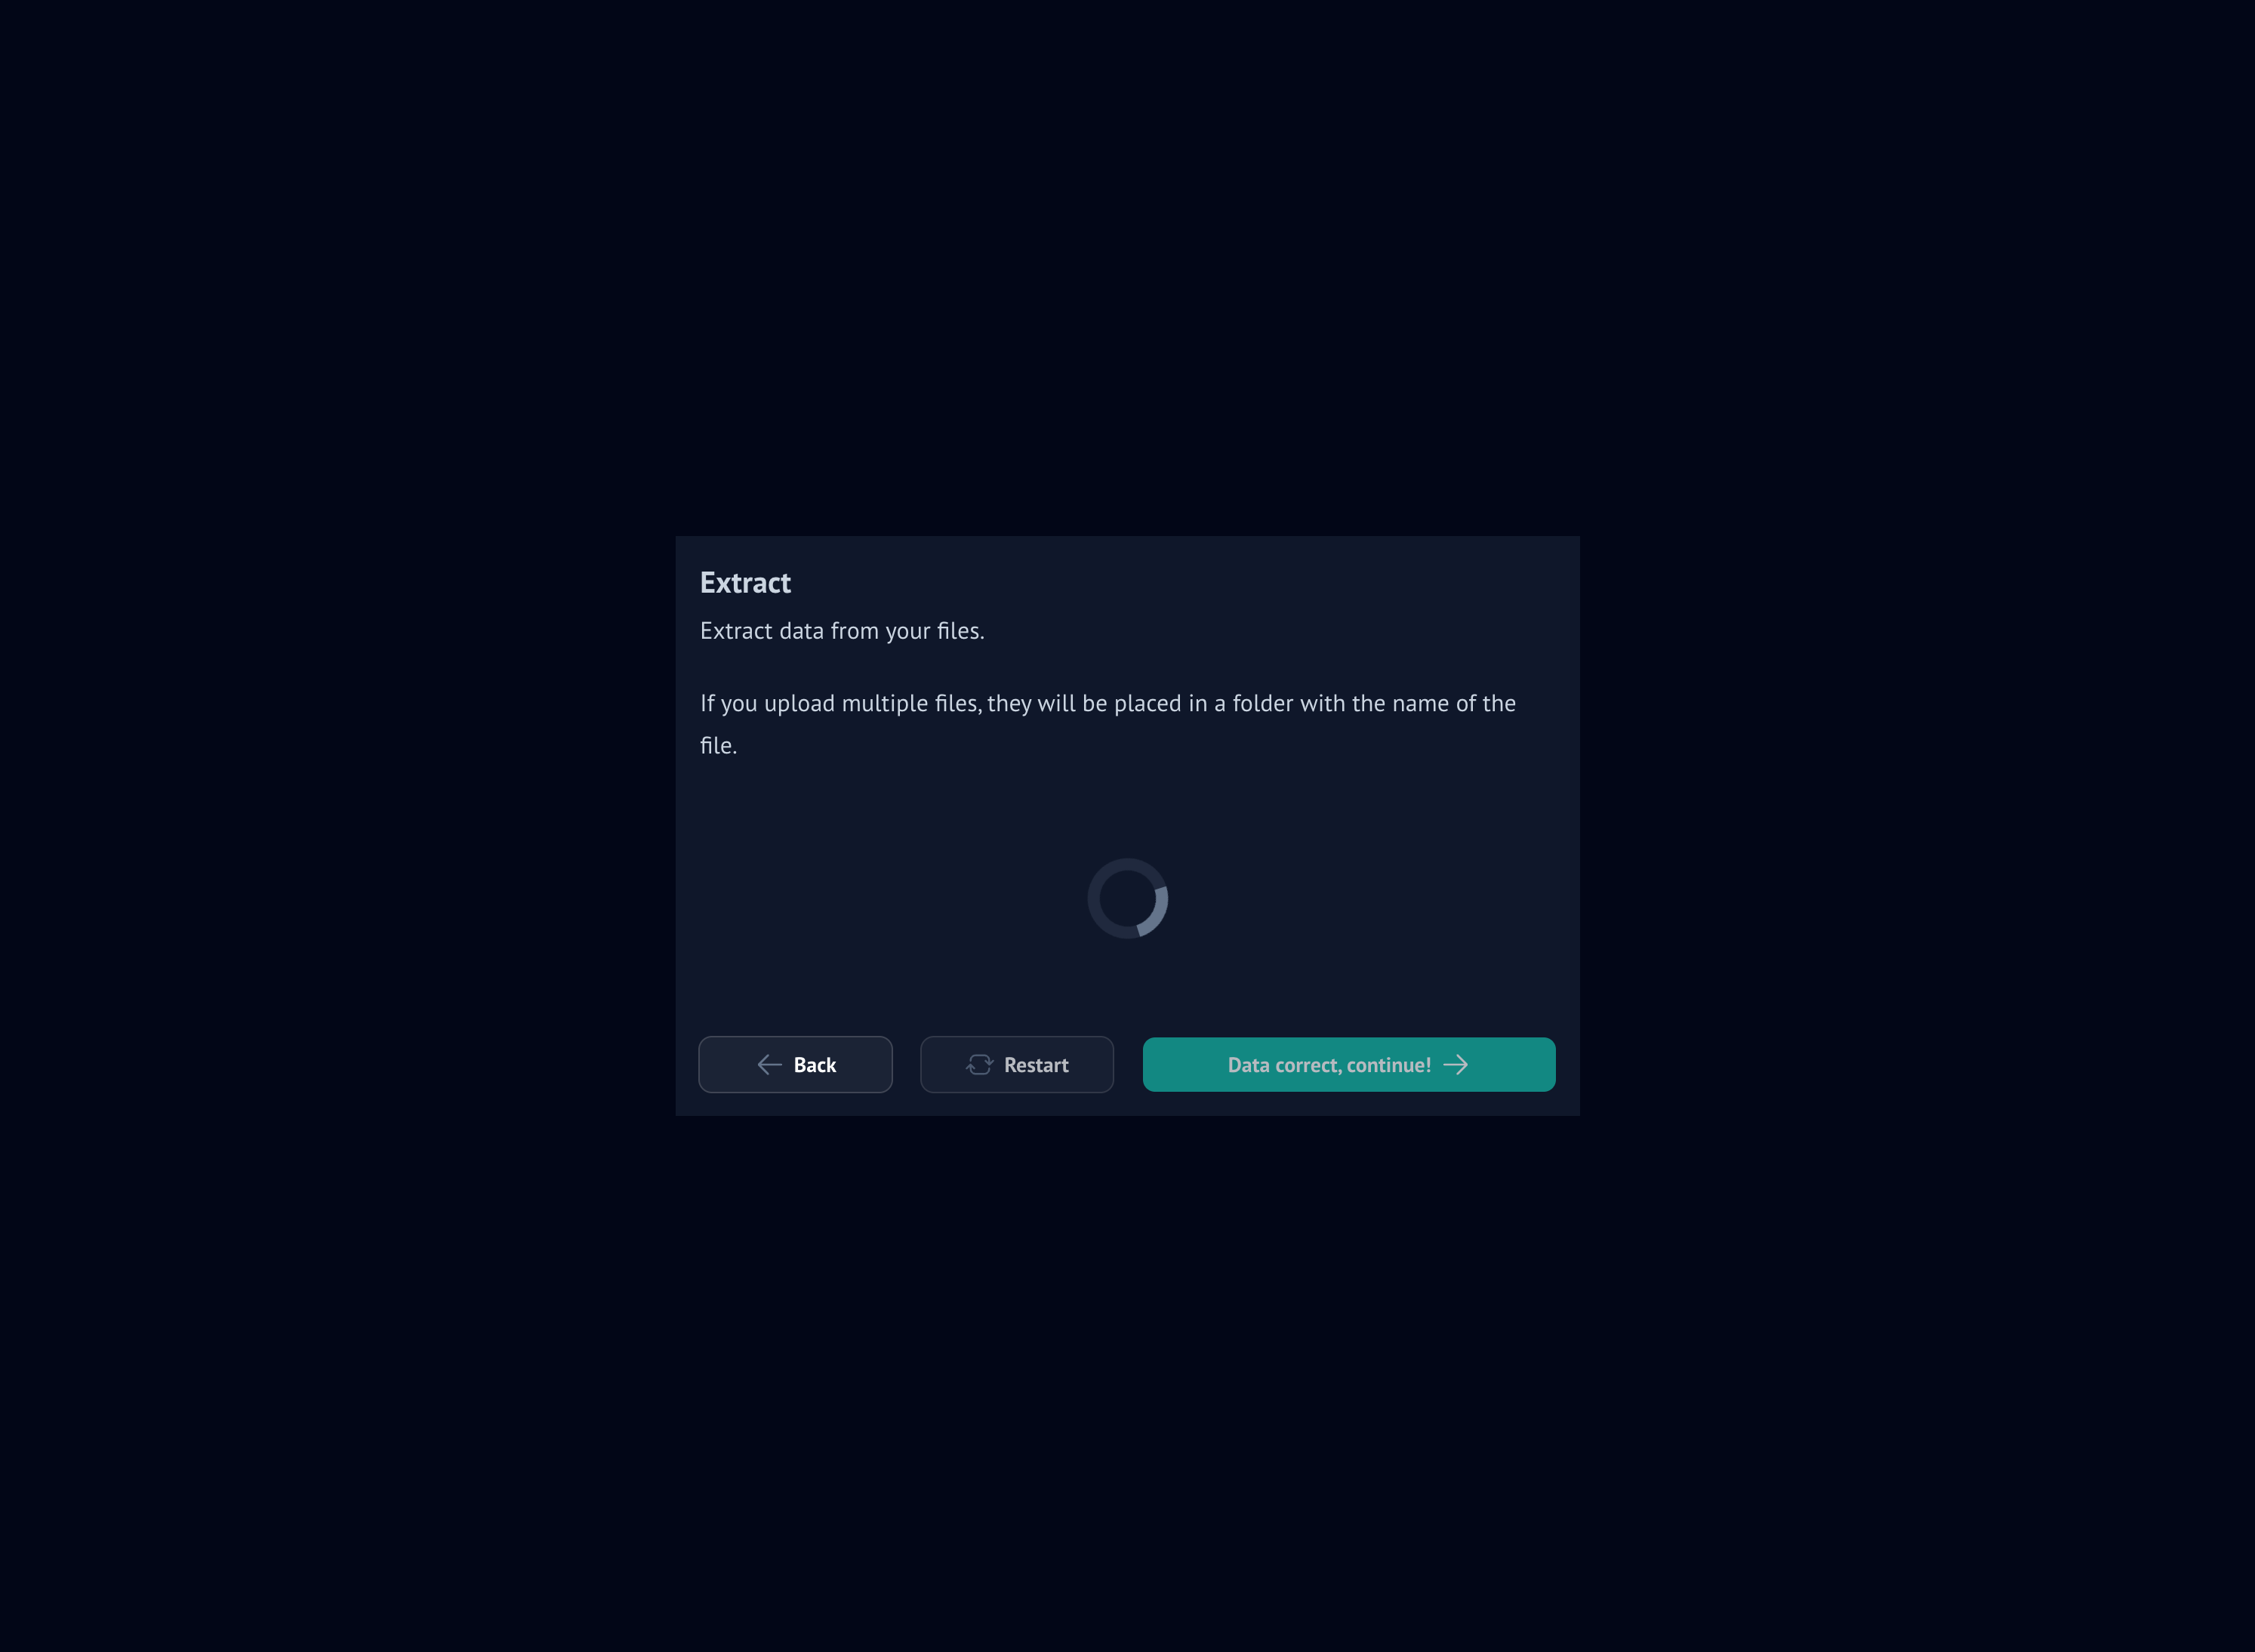 Extract
Extract data from your files.
If you upload multiple files, they will be placed in a folder with the name of the
file.
Back
Restart
Data correct, continue!